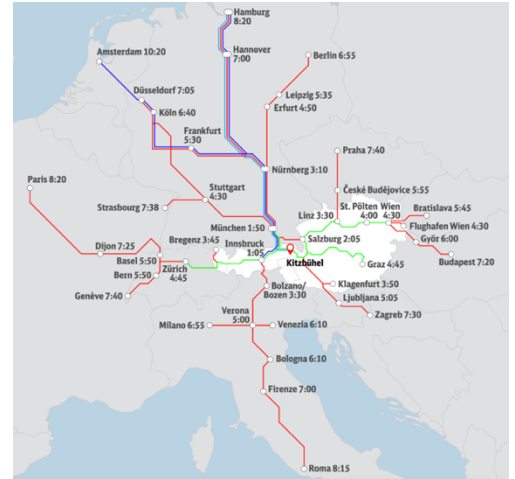 Hamburg
8:20
Amsterdam 10:20
Hannover
7:00
Berlin 6:55
Düsseldorf 7:05
Leipzig 5:35
Köln 6:40
Erfurt 4:50
Frankfurt
5:30
Praha 7:40
Nürnberg 3:10
Paris 8:20
Stuttgart
4:30
České Budějovice 5:55
Strasbourg 7:38
St. Pölten
4:00
Wien
4:30
Bratislava 5:45
Linz 3:30
Flughafen Wien 4:30
München 1:50
Bregenz 3:45
Innsbruck
1:05
Salzburg 2:05
Győr 6:00
Dijon 7:25
Basel 5:50
Budapest 7:20
Bern 5:50
Zürich
4:45
Kitzbühel
Graz 4:45
Genève 7:40
Bolzano/
Bozen 3:30
Klagenfurt 3:50
Ljubljana 5:05
Verona
5:00
Zagreb 7:30
Milano 6:55
Venezia 6:10
Bologna 6:10
Firenze 7:00
Roma 8:15